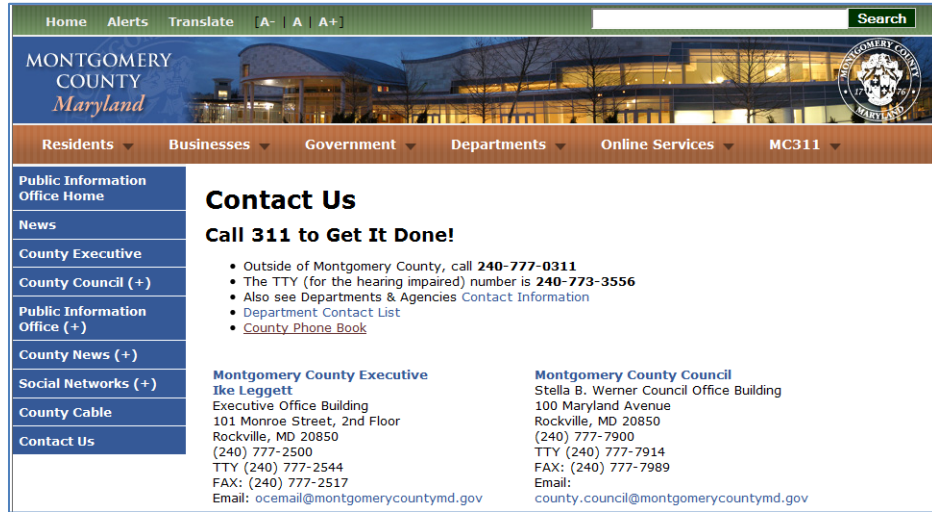 Home Alerts Translate [A- | A | A+]
Search
MONTGOMERY
COUNTY
Maryland
MONTGOMERY COUNTY
17 76
MARYLAND
Residents Businesses Government Departments Online Services MC311
Public Information
Office Home
News
County Executive
County Council (+)
Public Information
Office (+)
County News (+)
Social Networks (+)
County Cable
Contact Us
Contact Us
Call 311 to Get It Done!
• Outside of Montgomery County, call 240-777-0311
• The TTY (for the hearing impaired) number is 240-773-3556
• Also see Departments & Agencies Contact Information
• Department Contact List
• County Phone Book
Montgomery County Executive
Ike Leggett
Executive Office Building
101 Monroe Street, 2nd Floor
Rockville, MD 20850
(240) 777-2500
TTY (240) 777-2544
FAX: (240) 777-2517
Email: ocemail@montgomerycountymd.gov
Montgomery County Council
Stella B. Werner Council Office Building
100 Maryland Avenue
Rockville, MD 20850
(240) 777-7900
TTY (240) 777-7914
FAX: (240) 777-7989
Email:
county.council@montgomerycountymd.gov